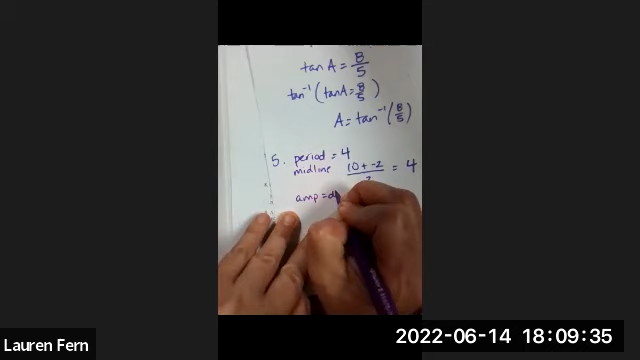 tan A = 8/5
tan⁻¹(tan A = 8/5)
A = tan⁻¹(8/5)
5. period = 4
midline (10 + -2)/2 = 4
amp =
Lauren Fern
2022-06-14 18:09:35